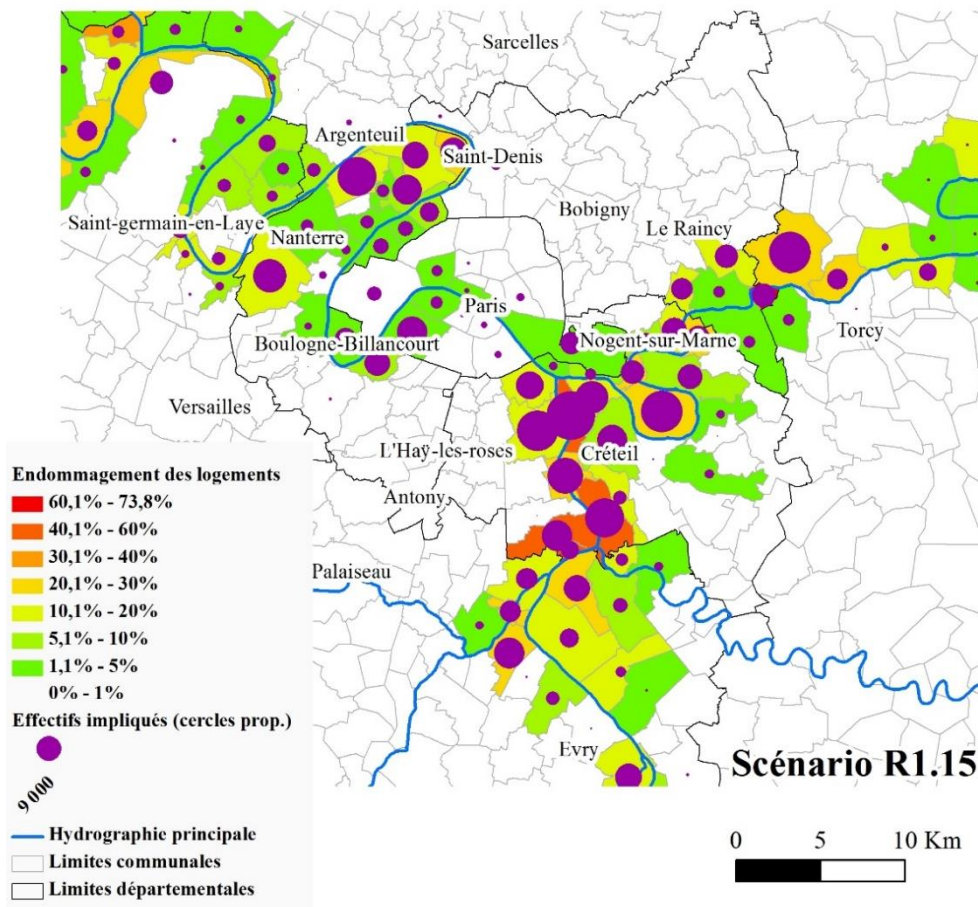 Sarcelles
Argenteuil
Saint-Denis
Bobigny
Le Raincy
Saint-germain-en-Laye
Nanterre
Paris
Torcy
Boulogne-Billancourt
Nogent-sur-Marne
Versailles
L'Haÿ-les-roses
Créteil
Antony
Palaiseau
Evry
Endommagement des logements
60,1% - 73,8%
40,1% - 60%
30,1% - 40%
20,1% - 30%
10,1% - 20%
5,1% - 10%
1,1% - 5%
0% - 1%
Effectifs impliqués (cercles prop.)
9 000
Hydrographie principale
Limites communales
Limites départementales
Scénario R1.15
0 5 10 Km